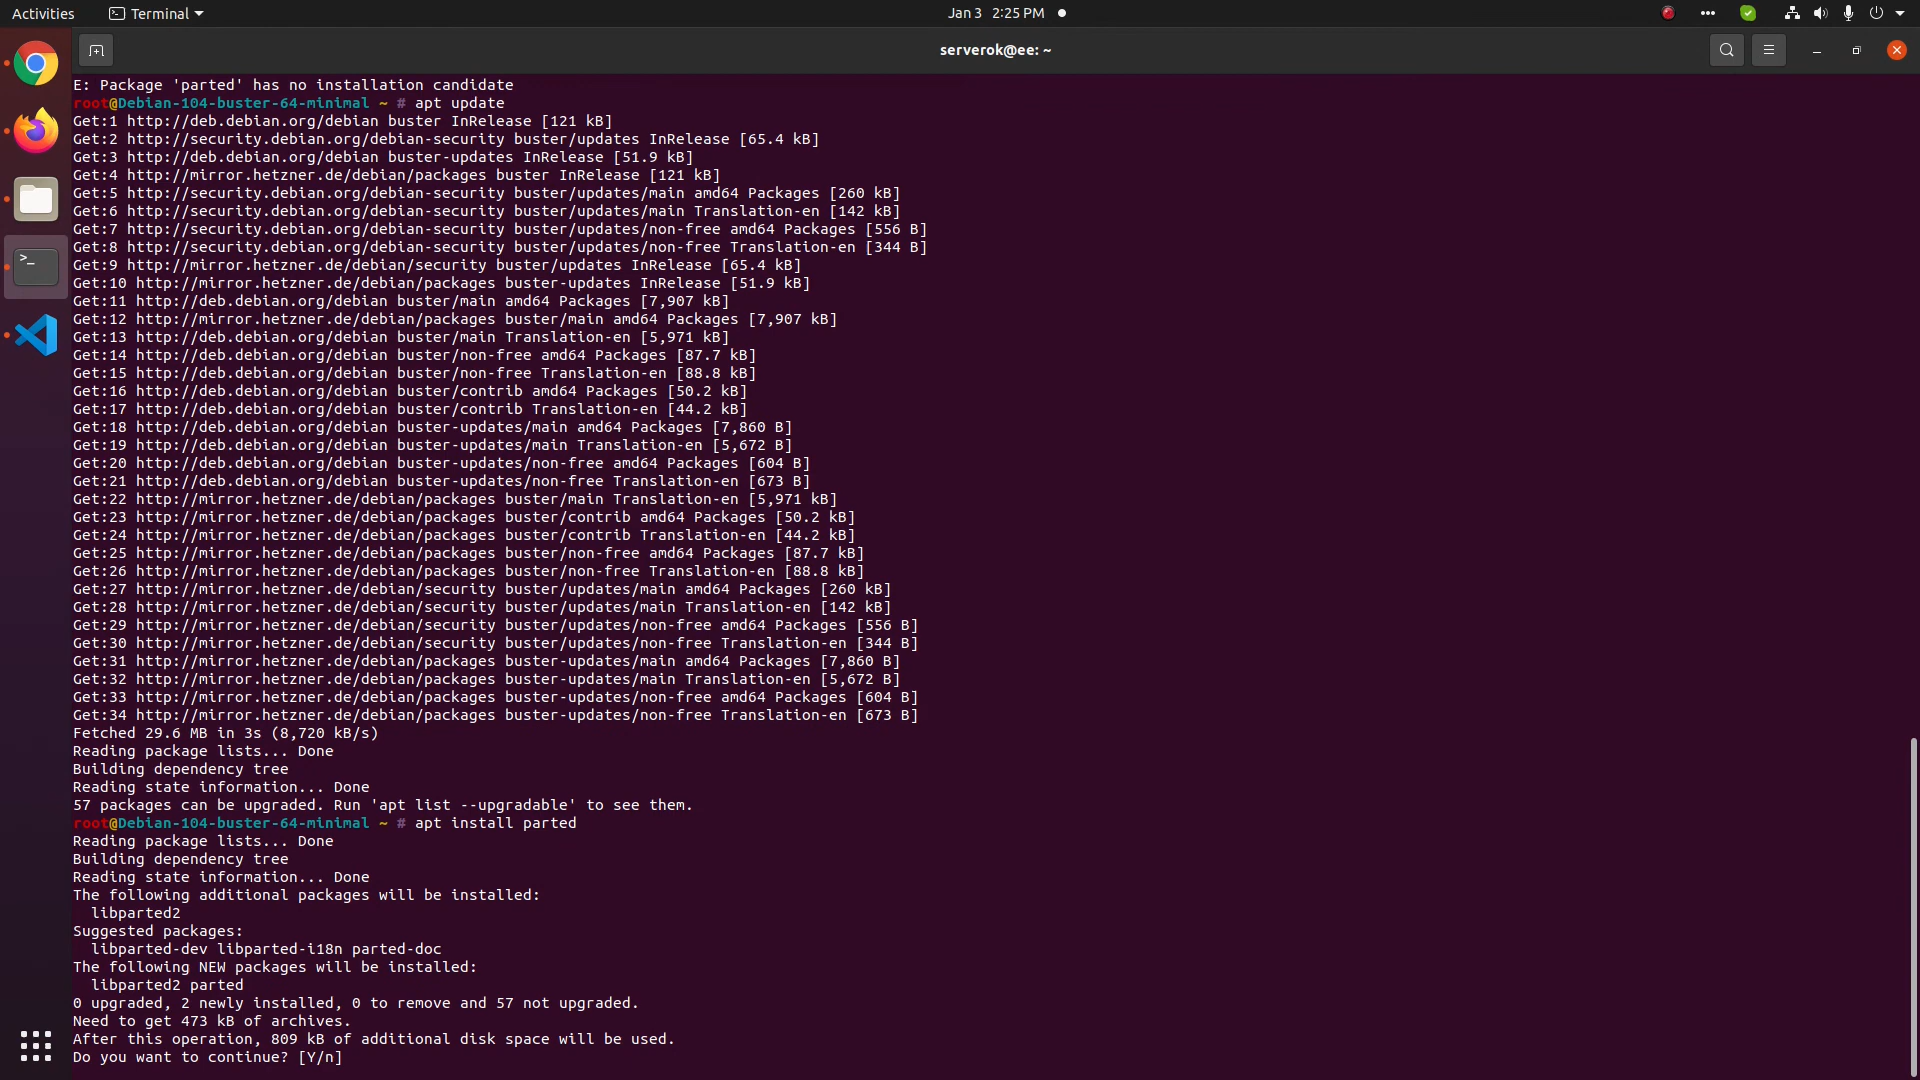 Activities
Terminal
Jan 3 2:25 PM
serverok@ee: ~
E: Package 'parted' has no installation candidate
root@Debian-104-buster-64-minimal ~ # apt update
Get:1 http://deb.debian.org/debian buster InRelease [121 kB]
Get:2 http://security.debian.org/debian-security buster/updates InRelease [65.4 kB]
Get:3 http://deb.debian.org/debian buster-updates InRelease [51.9 kB]
Get:4 http://mirror.hetzner.de/debian/packages buster InRelease [121 kB]
Get:5 http://security.debian.org/debian-security buster/updates/main amd64 Packages [260 kB]
Get:6 http://security.debian.org/debian-security buster/updates/main Translation-en [142 kB]
Get:7 http://security.debian.org/debian-security buster/updates/non-free amd64 Packages [556 B]
Get:8 http://security.debian.org/debian-security buster/updates/non-free Translation-en [344 B]
Get:9 http://mirror.hetzner.de/debian/security buster/updates InRelease [65.4 kB]
Get:10 http://mirror.hetzner.de/debian/packages buster-updates InRelease [51.9 kB]
Get:11 http://deb.debian.org/debian buster/main amd64 Packages [7,907 kB]
Get:12 http://mirror.hetzner.de/debian/packages buster/main amd64 Packages [7,907 kB]
Get:13 http://deb.debian.org/debian buster/main Translation-en [5,971 kB]
Get:14 http://deb.debian.org/debian buster/non-free amd64 Packages [87.7 kB]
Get:15 http://deb.debian.org/debian buster/non-free Translation-en [88.8 kB]
Get:16 http://deb.debian.org/debian buster/contrib amd64 Packages [50.2 kB]
Get:17 http://deb.debian.org/debian buster/contrib Translation-en [44.2 kB]
Get:18 http://deb.debian.org/debian buster-updates/main amd64 Packages [7,860 B]
Get:19 http://deb.debian.org/debian buster-updates/main Translation-en [5,672 B]
Get:20 http://deb.debian.org/debian buster-updates/non-free amd64 Packages [604 B]
Get:21 http://deb.debian.org/debian buster-updates/non-free Translation-en [673 B]
Get:22 http://mirror.hetzner.de/debian/packages buster/main Translation-en [5,971 kB]
Get:23 http://mirror.hetzner.de/debian/packages buster/contrib amd64 Packages [50.2 kB]
Get:24 http://mirror.hetzner.de/debian/packages buster/contrib Translation-en [44.2 kB]
Get:25 http://mirror.hetzner.de/debian/packages buster/non-free amd64 Packages [87.7 kB]
Get:26 http://mirror.hetzner.de/debian/packages buster/non-free Translation-en [88.8 kB]
Get:27 http://mirror.hetzner.de/debian/security buster/updates/main amd64 Packages [260 kB]
Get:28 http://mirror.hetzner.de/debian/security buster/updates/main Translation-en [142 kB]
Get:29 http://mirror.hetzner.de/debian/security buster/updates/non-free amd64 Packages [556 B]
Get:30 http://mirror.hetzner.de/debian/security buster/updates/non-free Translation-en [344 B]
Get:31 http://mirror.hetzner.de/debian/packages buster-updates/main amd64 Packages [7,860 B]
Get:32 http://mirror.hetzner.de/debian/packages buster-updates/main Translation-en [5,672 B]
Get:33 http://mirror.hetzner.de/debian/packages buster-updates/non-free amd64 Packages [604 B]
Get:34 http://mirror.hetzner.de/debian/packages buster-updates/non-free Translation-en [673 B]
Fetched 29.6 MB in 3s (8,720 kB/s)
Reading package lists... Done
Building dependency tree
Reading state information... Done
57 packages can be upgraded. Run 'apt list --upgradable' to see them.
root@Debian-104-buster-64-minimal ~ # apt install parted
Reading package lists... Done
Building dependency tree
Reading state information... Done
The following additional packages will be installed:
  libparted2
Suggested packages:
  libparted-dev libparted-i18n parted-doc
The following NEW packages will be installed:
  libparted2 parted
0 upgraded, 2 newly installed, 0 to remove and 57 not upgraded.
Need to get 473 kB of archives.
After this operation, 809 kB of additional disk space will be used.
Do you want to continue? [Y/n]